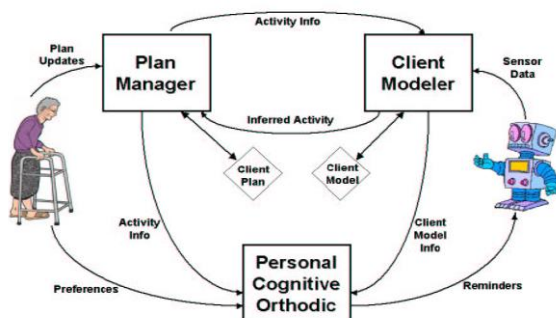 Activity Info
Plan
Updates
Plan
Manager
Client
Modeler
Sensor
Data
Inferred Activity
Client
Plan
Client
Model
Activity
Info
Client
Model
Info
Personal
Cognitive
Orthodic
Preferences
Reminders